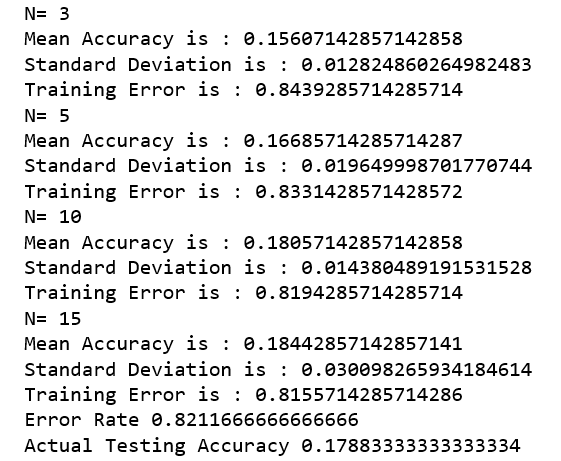 N= 3
Mean Accuracy is : 0.15607142857142858
Standard Deviation is : 0.012824860264982483
Training Error is : 0.8439285714285714
N= 5
Mean Accuracy is : 0.16685714285714287
Standard Deviation is : 0.019649998701770744
Training Error is : 0.8331428571428572
N= 10
Mean Accuracy is : 0.18057142857142858
Standard Deviation is : 0.014380489191531528
Training Error is : 0.8194285714285714
N= 15
Mean Accuracy is : 0.18442857142857141
Standard Deviation is : 0.030098265934184614
Training Error is : 0.8155714285714286
Error Rate 0.8211666666666666
Actual Testing Accuracy 0.17883333333333334